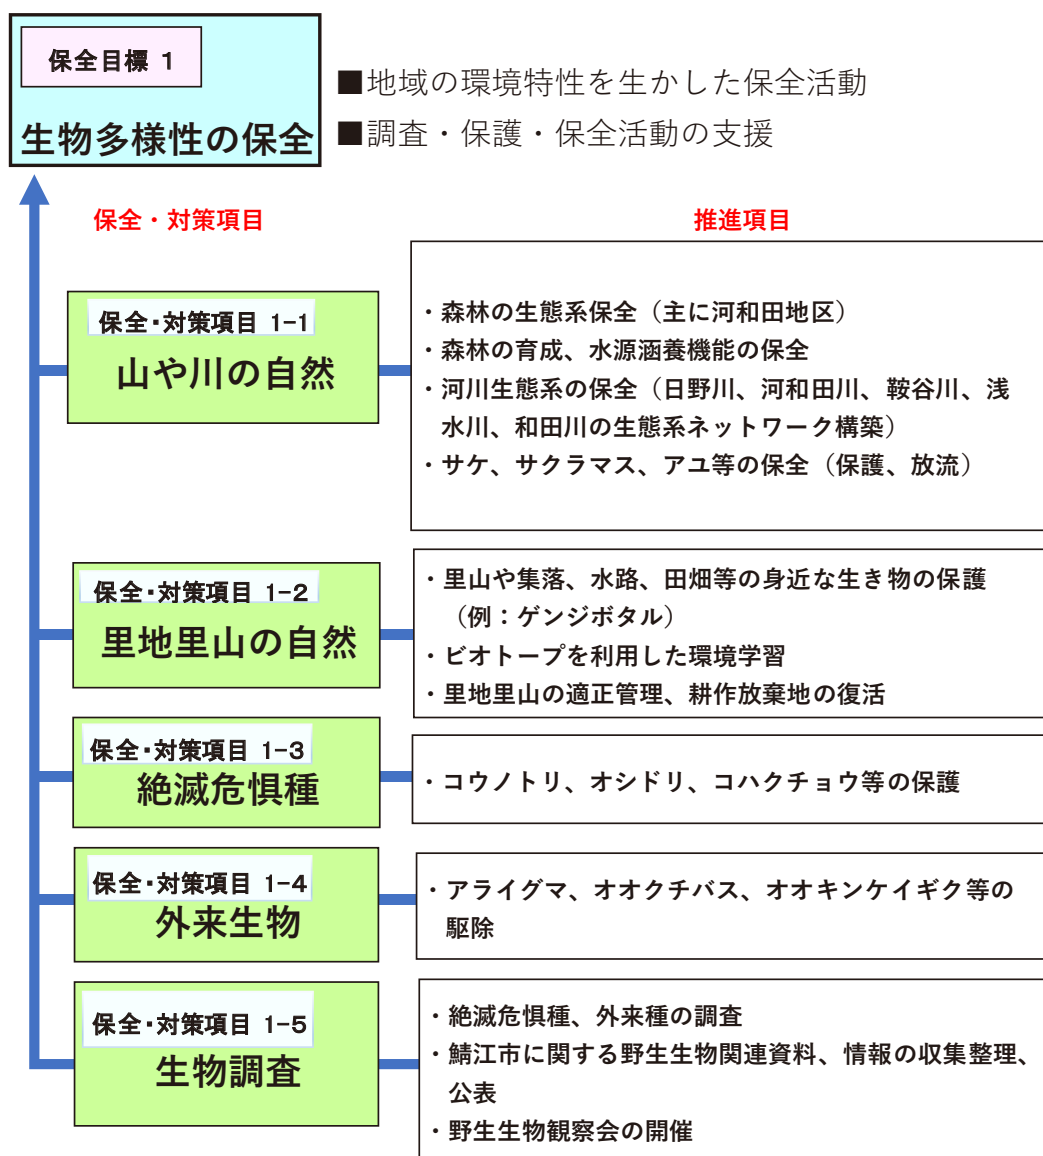 保全目標 1
生物多様性の保全
■地域の環境特性を生かした保全活動
■調査・保護・保全活動の支援
保全・対策項目
推進項目
保全・対策項目 1-1
山や川の自然
・森林の生態系保全（主に河和田地区）
・森林の育成、水源涵養機能の保全
・河川生態系の保全（日野川、河和田川、鞍谷川、浅
水川、和田川の生態系ネットワーク構築）
・サケ、サクラマス、アユ等の保全（保護、放流）
保全・対策項目 1-2
里地里山の自然
・里山や集落、水路、田畑等の身近な生き物の保護
（例：ゲンジボタル）
・ビオトープを利用した環境学習
・里地里山の適正管理、耕作放棄地の復活
保全・対策項目 1-3
絶滅危惧種
・コウノトリ、オシドリ、コハクチョウ等の保護
保全・対策項目 1-4
外来生物
・アライグマ、オオクチバス、オオキンケイギク等の
駆除
保全・対策項目 1-5
生物調査
・絶滅危惧種、外来種の調査
・鯖江市に関する野生生物関連資料、情報の収集整理、
公表
・野生生物観察会の開催